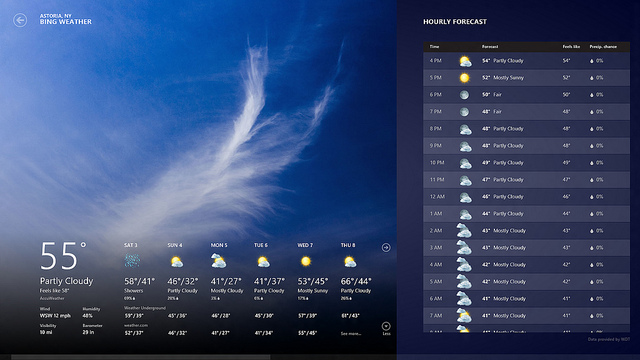 ASTORIA, NY
BING WEATHER
55°
Partly Cloudy
Feels like 58°
AccuWeather
Wind
WSW 12 mph
Humidity
48%
Visibility
10 mi
Barometer
29 in
SAT 3
58°/41°
Showers
SUN 4
46°/32°
Partly Cloudy
MON 5
41°/27°
Mostly Cloudy
TUE 6
41°/37°
Partly Cloudy
WED 7
53°/45°
Mostly Sunny
THU 8
66°/44°
Partly Cloudy
Weather Underground
59°/39°
45°/36°
46°/28°
45°/30°
57°/39°
61°/43°
weather.com
52°/37°
46°/32°
41°/27°
41°/34°
55°/45°
See more...
Less
HOURLY FORECAST
Time Forecast Feels like Precip. chance
4 PM 54° Partly Cloudy 54° 0%
5 PM 52° Mostly Sunny 52° 0%
6 PM 50° Fair 50° 0%
7 PM 48° Fair 48° 0%
8 PM 48° Partly Cloudy 48° 0%
9 PM 48° Partly Cloudy 48° 0%
10 PM 49° Partly Cloudy 49° 0%
11 PM 47° Partly Cloudy 47° 0%
12 AM 46° Partly Cloudy 46° 0%
1 AM 44° Partly Cloudy 44° 0%
2 AM 43° Mostly Cloudy 43° 0%
3 AM 43° Mostly Cloudy 43° 0%
4 AM 42° Mostly Cloudy 42° 0%
5 AM 42° Mostly Cloudy 42° 0%
6 AM 41° Mostly Cloudy 41° 0%
7 AM 41° Mostly Cloudy 41° 0%
Data provided by WDT